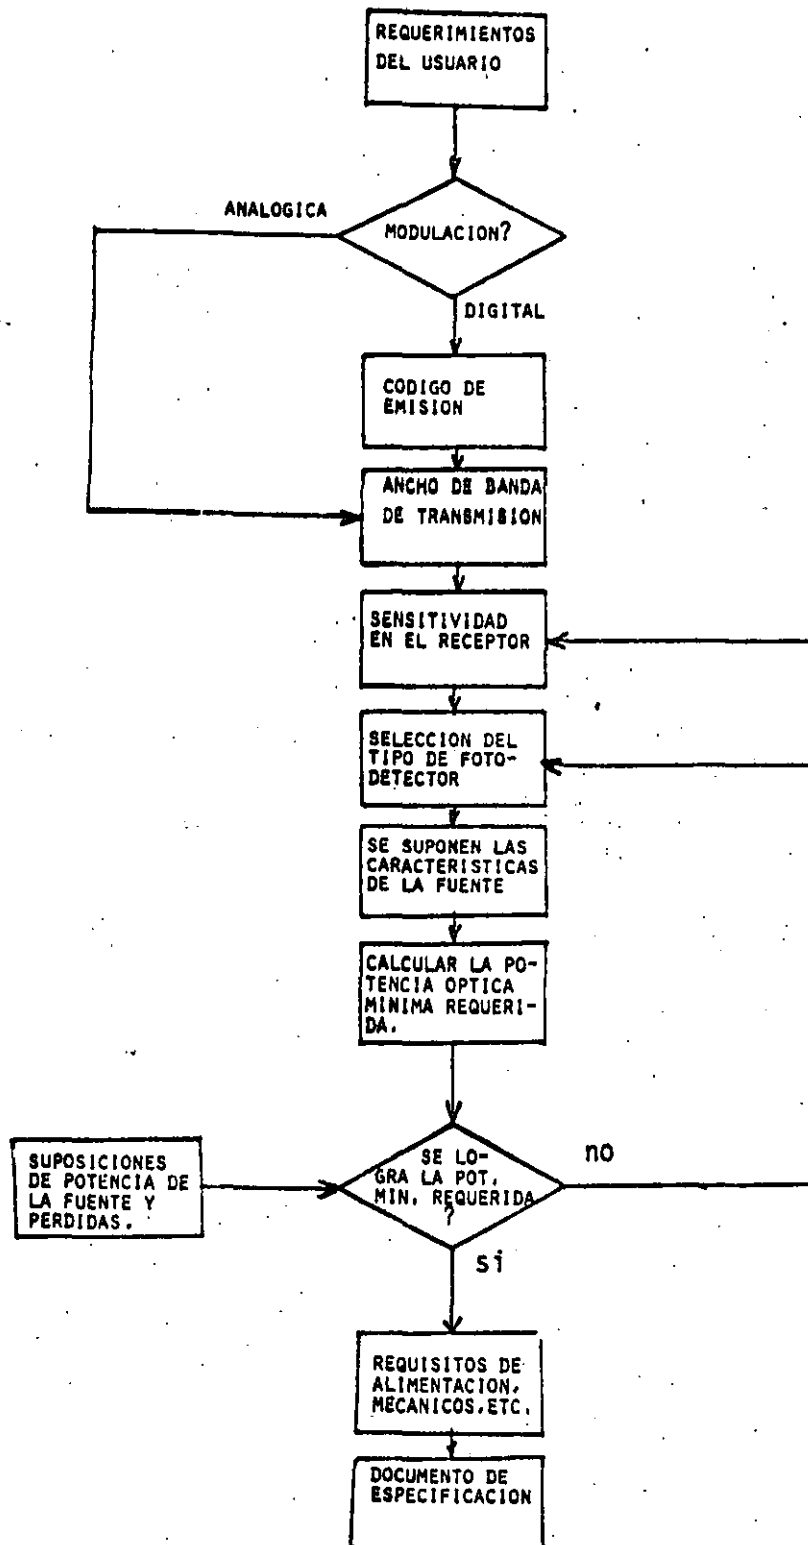 REQUERIMIENTOS
DEL USUARIO
ANALOGICA
MODULACION?
DIGITAL
CODIGO DE
EMISION
ANCHO DE BANDA
DE TRANSMISION
SENSITIVIDAD
EN EL RECEPTOR
SELECCION DEL
TIPO DE FOTO-
DETECTOR
SE SUPONEN LAS
CARACTERISTICAS
DE LA FUENTE
CALCULAR LA PO-
TENCIA OPTICA
MINIMA REQUERI-
DA.
SUPOSICIONES
DE POTENCIA DE
LA FUENTE Y
PERDIDAS.
SE LO-
GRA LA POT.
MIN. REQUERIDA
?
no
si
REQUISITOS DE
ALIMENTACION,
MECANICOS,ETC.
DOCUMENTO DE
ESPECIFICACION